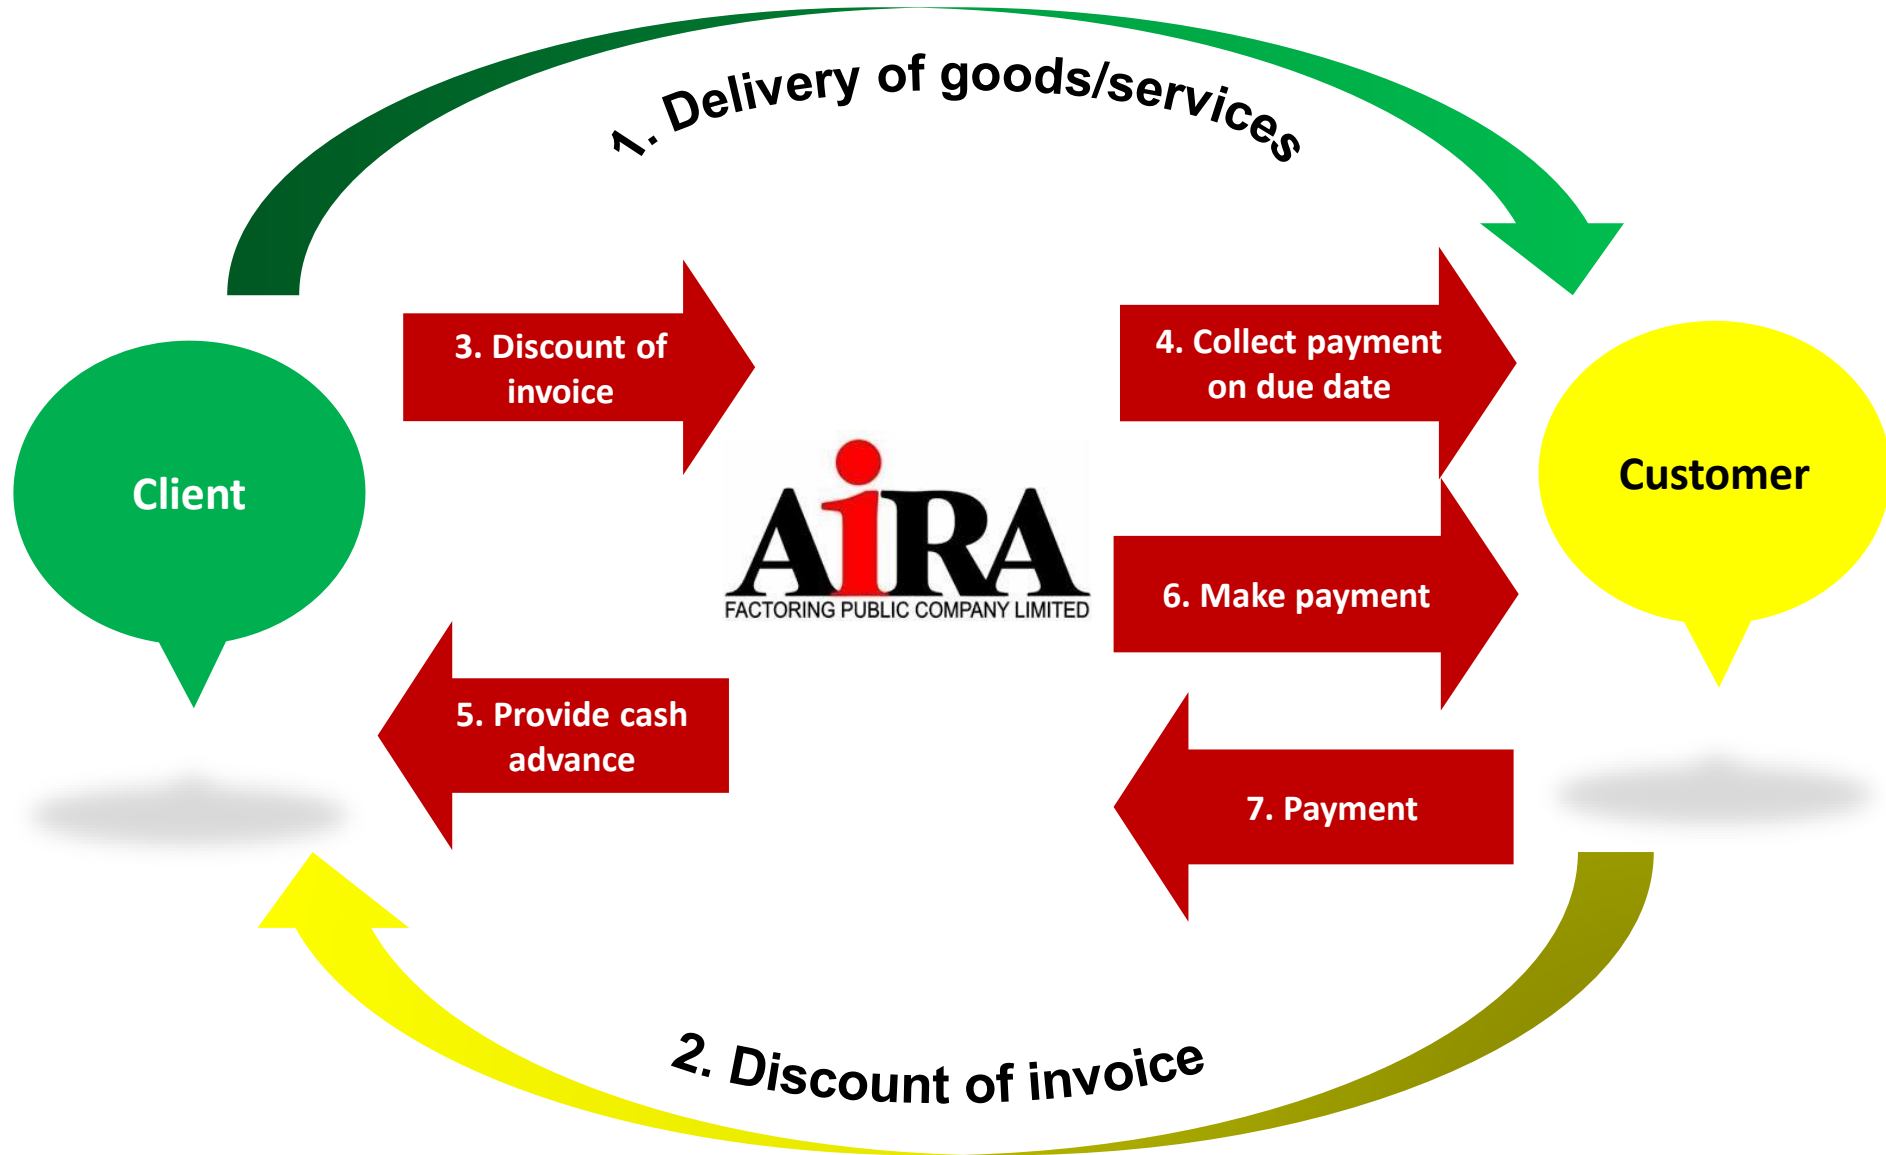 1. Delivery of goods/services
3. Discount of
invoice
4. Collect payment
on due date
Client
Customer
AiRA
FACTORING PUBLIC COMPANY LIMITED
6. Make payment
5. Provide cash
advance
7. Payment
2. Discount of invoice